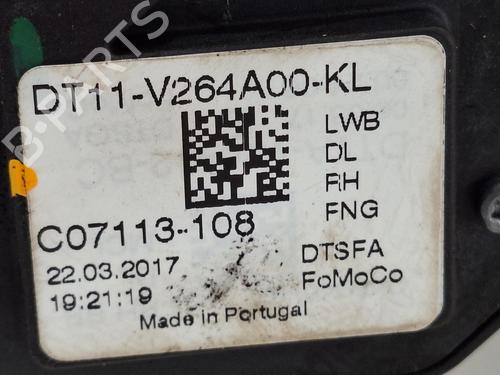 DT11-V264A00-KL
LWB
DL
RH
FNG
C07113-108
22.03.2017
19:21:19
DTSFA
FoMoCo
Made in Portugal